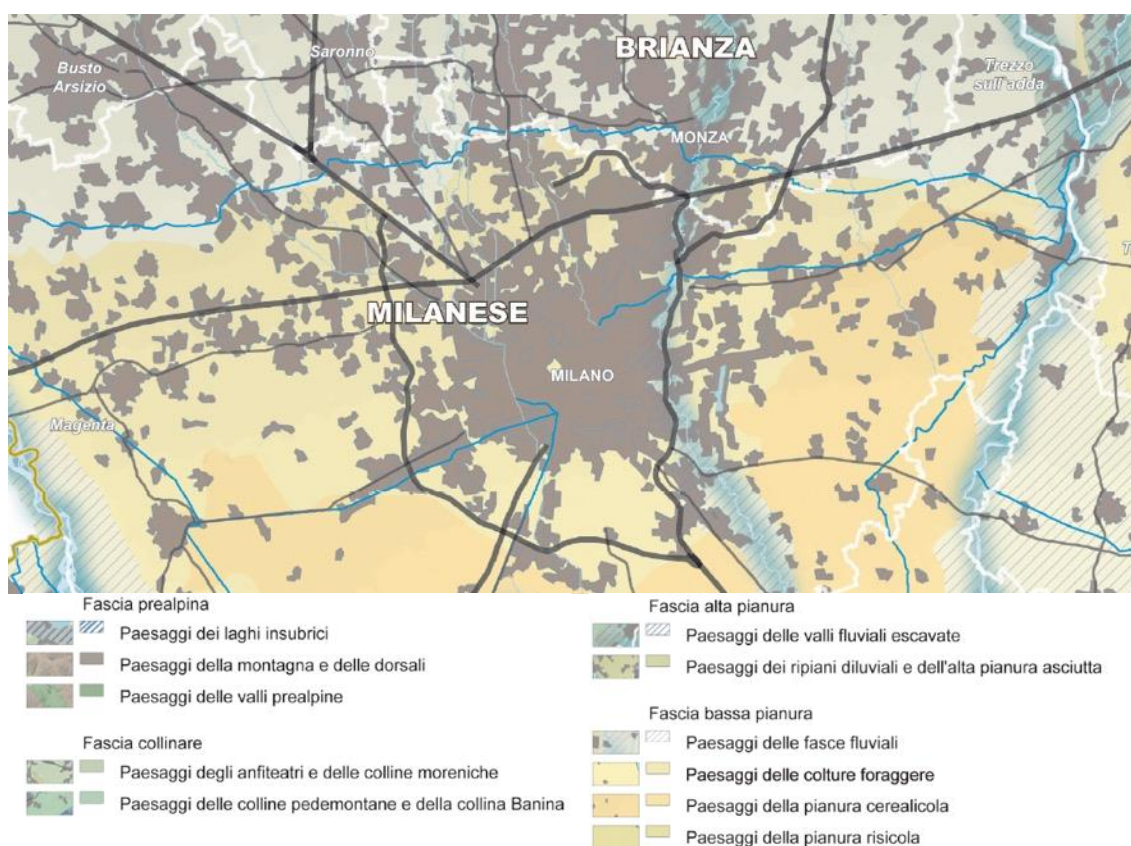 BRIANZA
Saronno
Busto
Arsizio
Trezzo
sull'adda
MONZA
MILANESE
MILANO
Magenta
Fascia prealpina
Paesaggi dei laghi insubrici
Paesaggi della montagna e delle dorsali
Paesaggi delle valli prealpine
Fascia collinare
Paesaggi degli anfiteatri e delle colline moreniche
Paesaggi delle colline pedemontane e della collina Banina
Fascia alta pianura
Paesaggi delle valli fluviali escavate
Paesaggi dei ripiani diluviali e dell'alta pianura asciutta
Fascia bassa pianura
Paesaggi delle fasce fluviali
Paesaggi delle colture foraggere
Paesaggi della pianura cerealicola
Paesaggi della pianura risicola